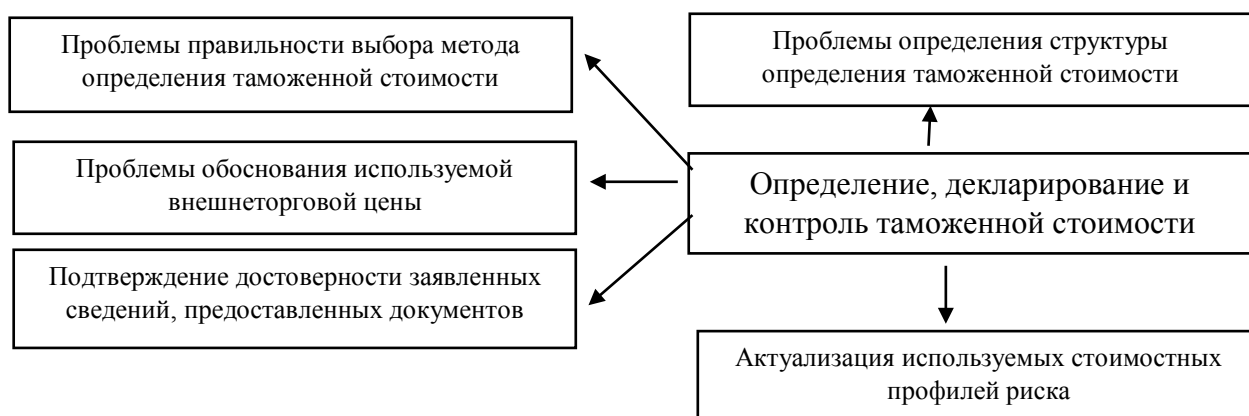 Проблемы правильности выбора метода
определения таможенной стоимости
Проблемы определения структуры
определения таможенной стоимости
Проблемы обоснования используемой
внешнеторговой цены
Определение, декларирование и
контроль таможенной стоимости
Подтверждение достоверности заявленных
сведений, предоставленных документов
Актуализация используемых стоимостных
профилей риска